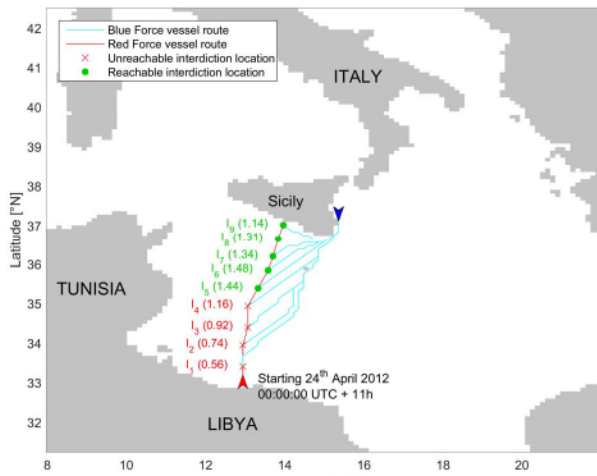 Blue Force vessel route
Red Force vessel route
Unreachable interdiction location
Reachable interdiction location
ITALY
Sicily
TUNISIA
LIBYA
I9 (1.14)
I8 (1.31)
I7 (1.34)
I6 (1.48)
I5 (1.44)
I4 (1.16)
I3 (0.92)
I2 (0.74)
I1 (0.56)
Starting 24th April 2012
00:00:00 UTC + 11h
Latitude [°N]
42
41
40
39
38
37
36
35
34
33
32
8 10 12 14 16 18 20